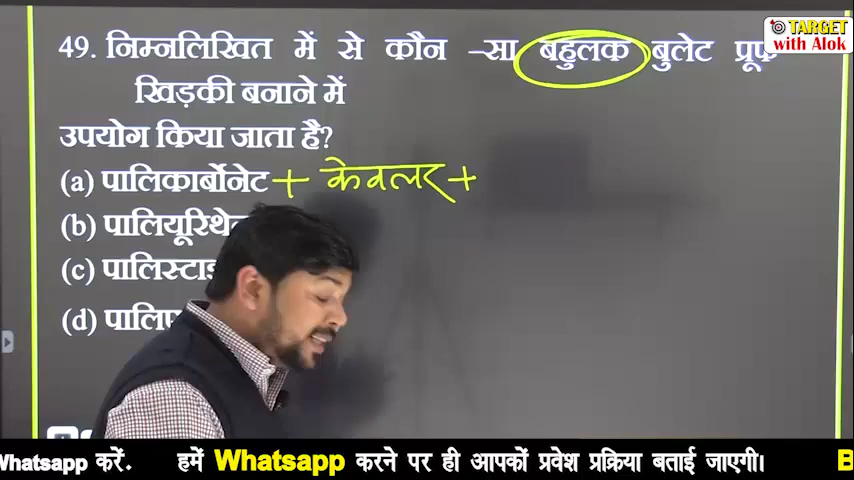 TARGET
with Alok
49. निम्नलिखित में से कौन –सा बहुलक बुलेट प्रूफ
खिड़की बनाने में
उपयोग किया जाता है?
(a) पालिकार्बोनेट + केवलर +
(b)
(c)
(d)
Whatsapp करें. हमें Whatsapp करने पर ही आपकों प्रवेश प्रक्रिया बताई जाएगी। B